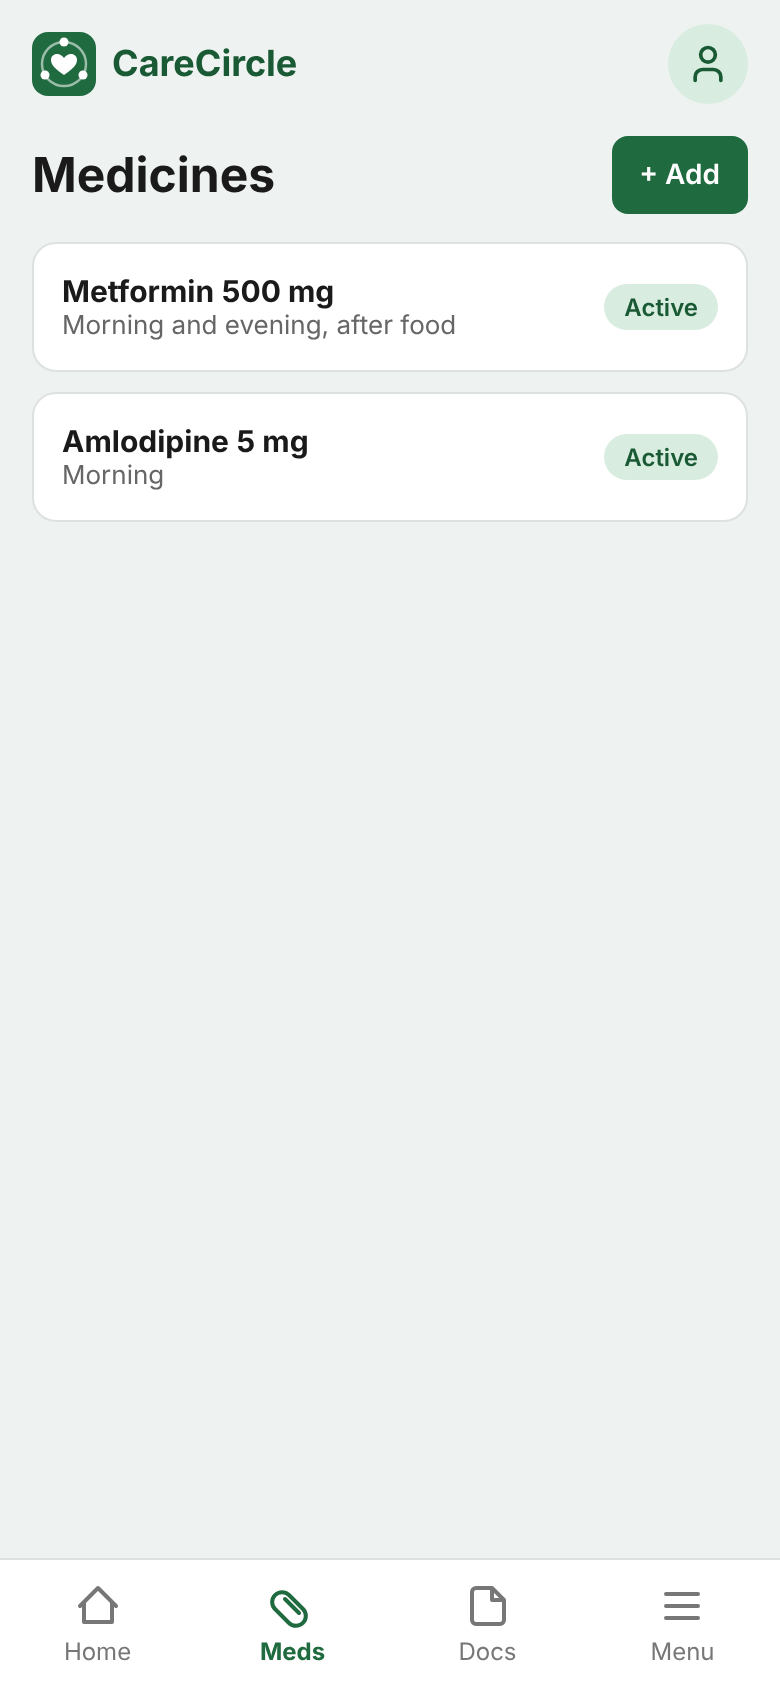 CareCircle
Medicines
+ Add
Metformin 500 mg
Morning and evening, after food
Active
Amlodipine 5 mg
Morning
Active
Home
Meds
Docs
Menu